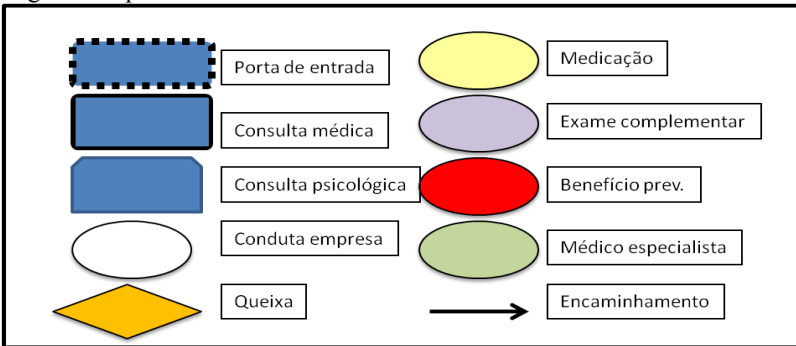 Porta de entrada
Medicação
Consulta médica
Exame complementar
Consulta psicológica
Benefício prev.
Conduta empresa
Médico especialista
Queixa
Encaminhamento